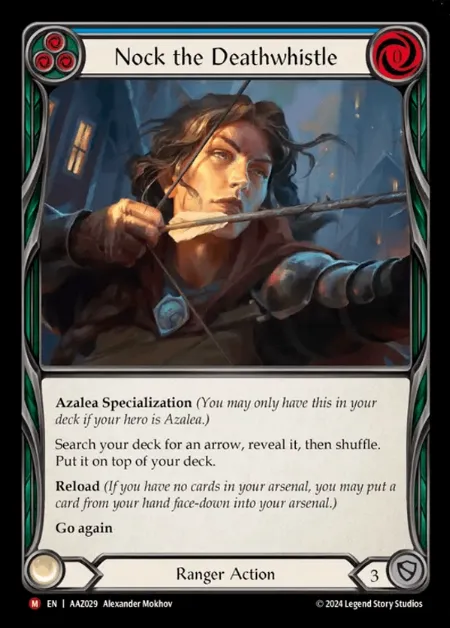 Nock the Deathwhistle
0
Azalea Specialization (You may only have this in your
deck if your hero is Azalea.)
Search your deck for an arrow, reveal it, then shuffle.
Put it on top of your deck.
Reload (If you have no cards in your arsenal, you may put a
card from your hand face-down into your arsenal.)
Go again
Ranger Action
3
M EN | AAZ029 Alexander Mokhov
© 2024 Legend Story Studios